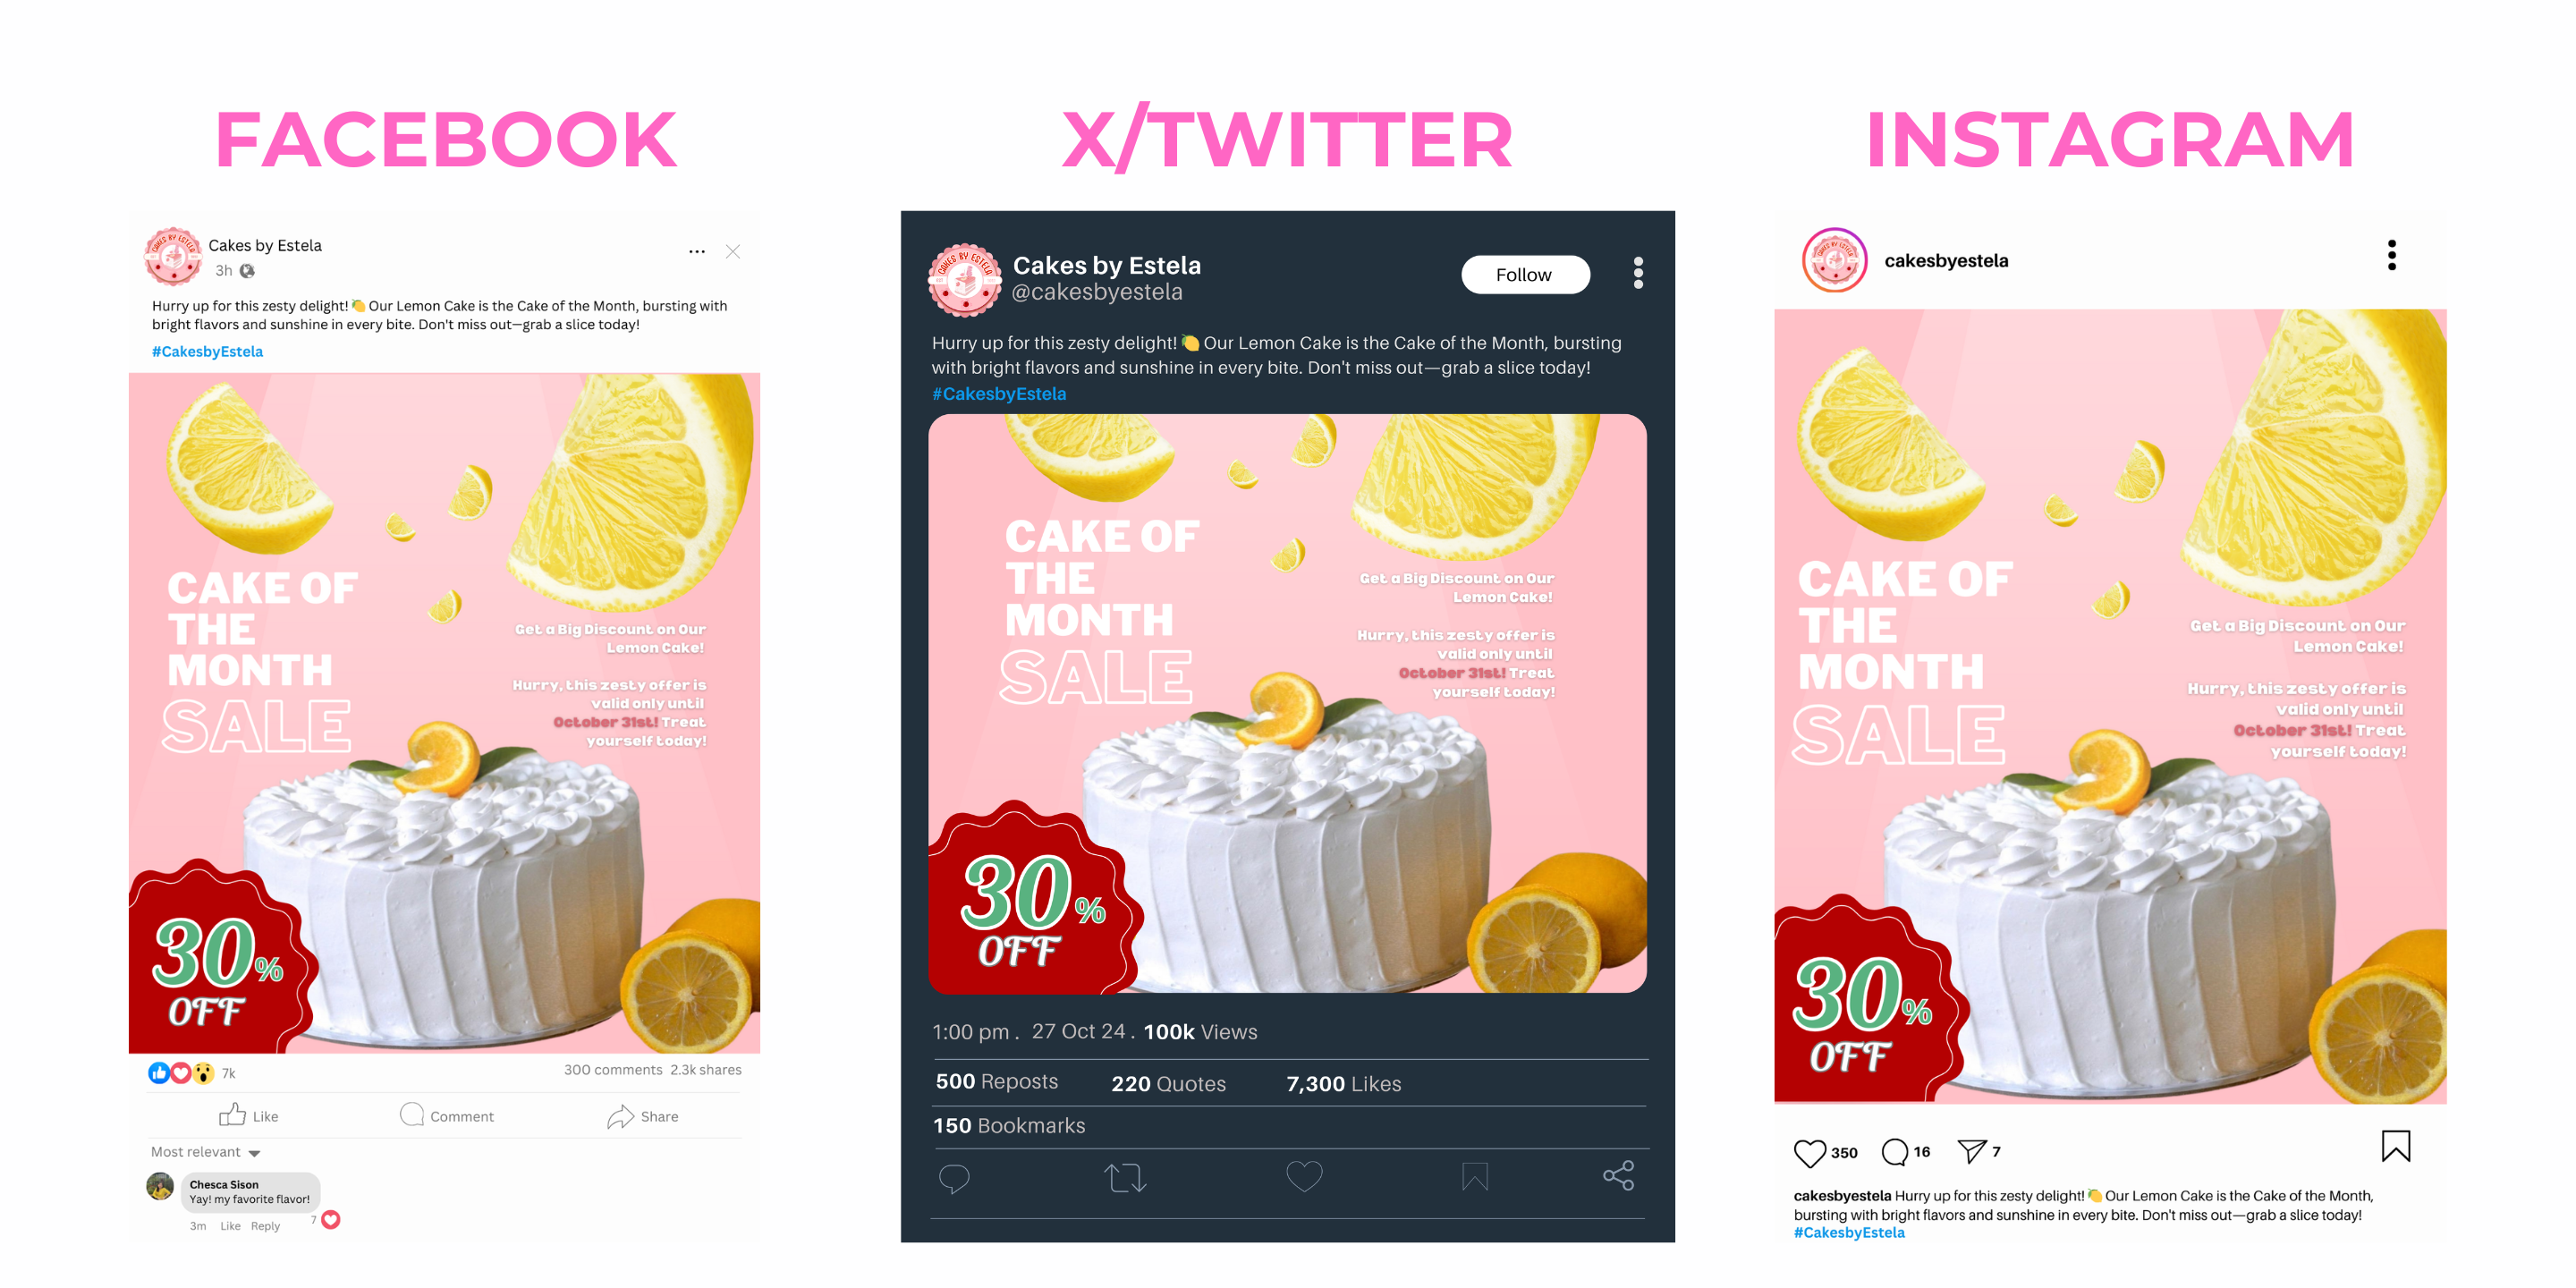 FACEBOOK
CAKES BY ESTELA
Cakes by Estela
3h
Hurry up for this zesty delight!🍋 Our Lemon Cake is the Cake of the Month, bursting with
bright flavors and sunshine in every bite. Don't miss out—grab a slice today!
#CakesbyEstela
CAKE OF
THE
MONTH
SALE
Get a Big Discount on Our
Lemon Cake!
Hurry, this zesty offer is
valid only until
October 31st! Treat
yourself today!
30%
OFF
7k
300 comments 2.3k shares
Like
Comment
Share
Most relevant
Chesca Sison
Yay! my favorite flavor!
3m Like Reply
7
X/TWITTER
CAKES BY ESTELA
Cakes by Estela
@cakesbyestela
Follow
Hurry up for this zesty delight!🍋 Our Lemon Cake is the Cake of the Month, bursting
with bright flavors and sunshine in every bite. Don't miss out—grab a slice today!
#CakesbyEstela
CAKE OF
THE
MONTH
SALE
Get a Big Discount on Our
Lemon Cake!
Hurry, this zesty offer is
valid only until
October 31st! Treat
yourself today!
30%
OFF
1:00 pm . 27 Oct 24 . 100k Views
500 Reposts 220 Quotes 7,300 Likes
150 Bookmarks
INSTAGRAM
CAKES BY ESTELA
cakesbyestela
CAKE OF
THE
MONTH
SALE
Get a Big Discount on Our
Lemon Cake!
Hurry, this zesty offer is
valid only until
October 31st! Treat
yourself today!
30%
OFF
350 16 7
cakesbyestela Hurry up for this zesty delight!🍋 Our Lemon Cake is the Cake of the Month,
bursting with bright flavors and sunshine in every bite. Don't miss out—grab a slice today!
#CakesbyEstela